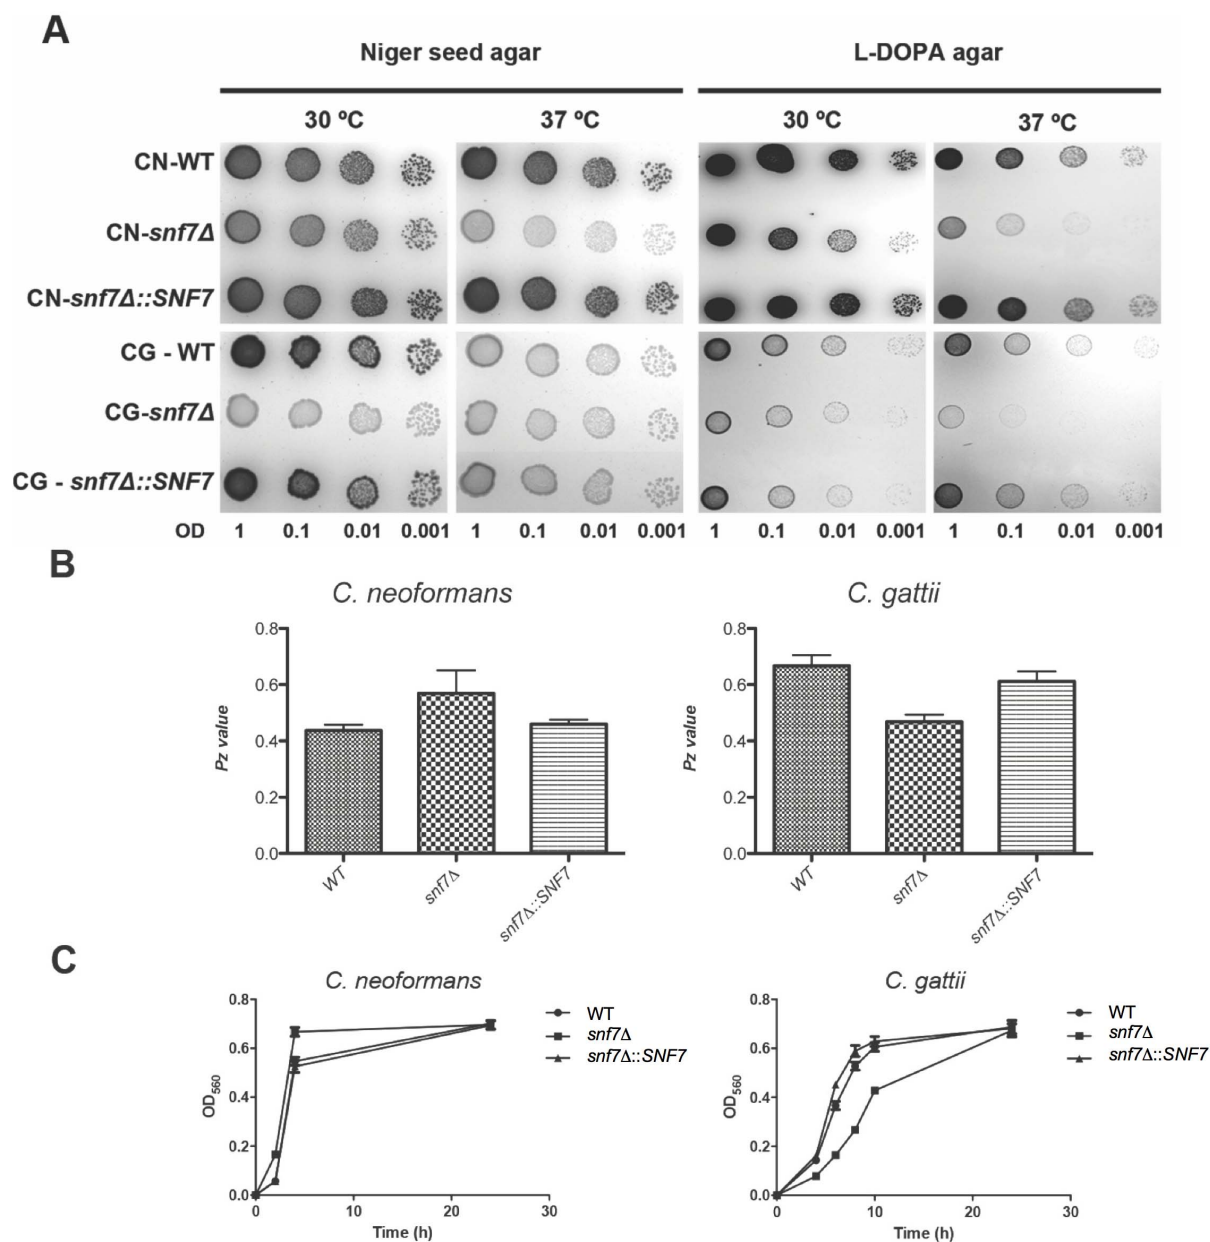 A
Niger seed agar L-DOPA agar
30 ºC 37 ºC 30 ºC 37 ºC
CN-WT
CN-snf7Δ
CN-snf7Δ::SNF7
CG - WT
CG-snf7Δ
CG - snf7Δ::SNF7
OD 1 0.1 0.01 0.001 1 0.1 0.01 0.001 1 0.1 0.01 0.001 1 0.1 0.01 0.001
B
C. neoformans
0.8
0.6
0.4
0.2
0.0
Pz value
WT snf7Δ snf7Δ::SNF7
C. gattii
0.8
0.6
0.4
0.2
0.0
Pz value
WT snf7Δ snf7Δ::SNF7
C
C. neoformans
0.8
0.6
0.4
0.2
0.0
OD560
0 10 20 30
Time (h)
WT
snf7Δ
snf7Δ::SNF7
C. gattii
0.8
0.6
0.4
0.2
0.0
OD560
0 10 20 30
Time (h)
WT
snf7Δ
snf7Δ::SNF7